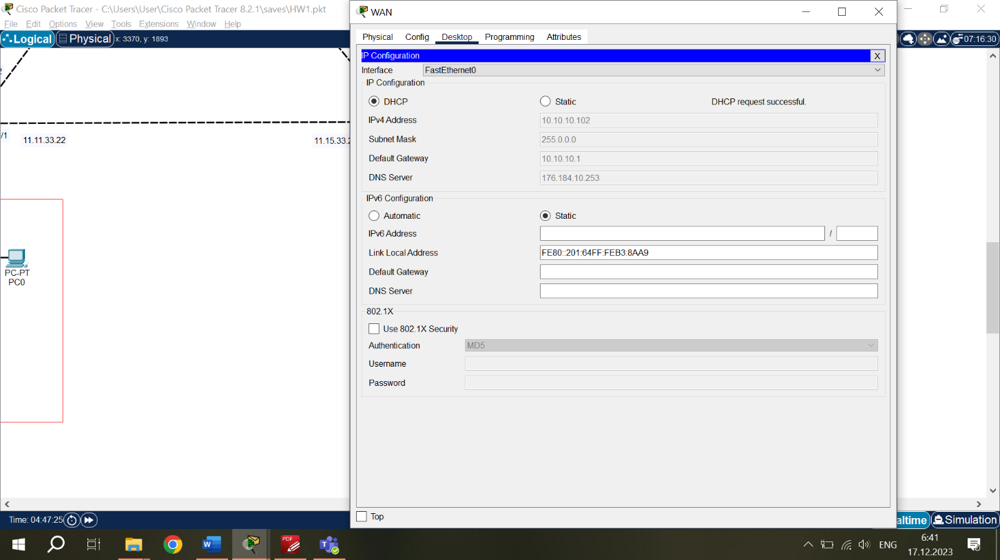 Cisco Packet Tracer - C:\Users\User\Cisco Packet Tracer 8.2.1\saves\HW1.pkt
File Edit Options View Tools Extensions Window Help
Logical Physical x: 3370, y: 1893
07:16:30
/1
11.11.33.22
11.15.33.2
PC-PT
PC0
WAN
Physical Config Desktop Programming Attributes
IP Configuration X
Interface FastEthernet0
IP Configuration
DHCP Static DHCP request successful.
IPv4 Address 10.10.10.102
Subnet Mask 255.0.0.0
Default Gateway 10.10.10.1
DNS Server 176.184.10.253
IPv6 Configuration
Automatic Static
IPv6 Address /
Link Local Address FE80::201:64FF:FEB3:8AA9
Default Gateway
DNS Server
802.1X
Use 802.1X Security
Authentication MD5
Username
Password
Top
Time: 04:47:25
altime Simulation
W PDF T
ENG
6:41
17.12.2023